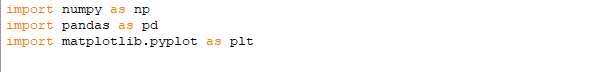 import numpy as np
import pandas as pd
import matplotlib.pyplot as plt